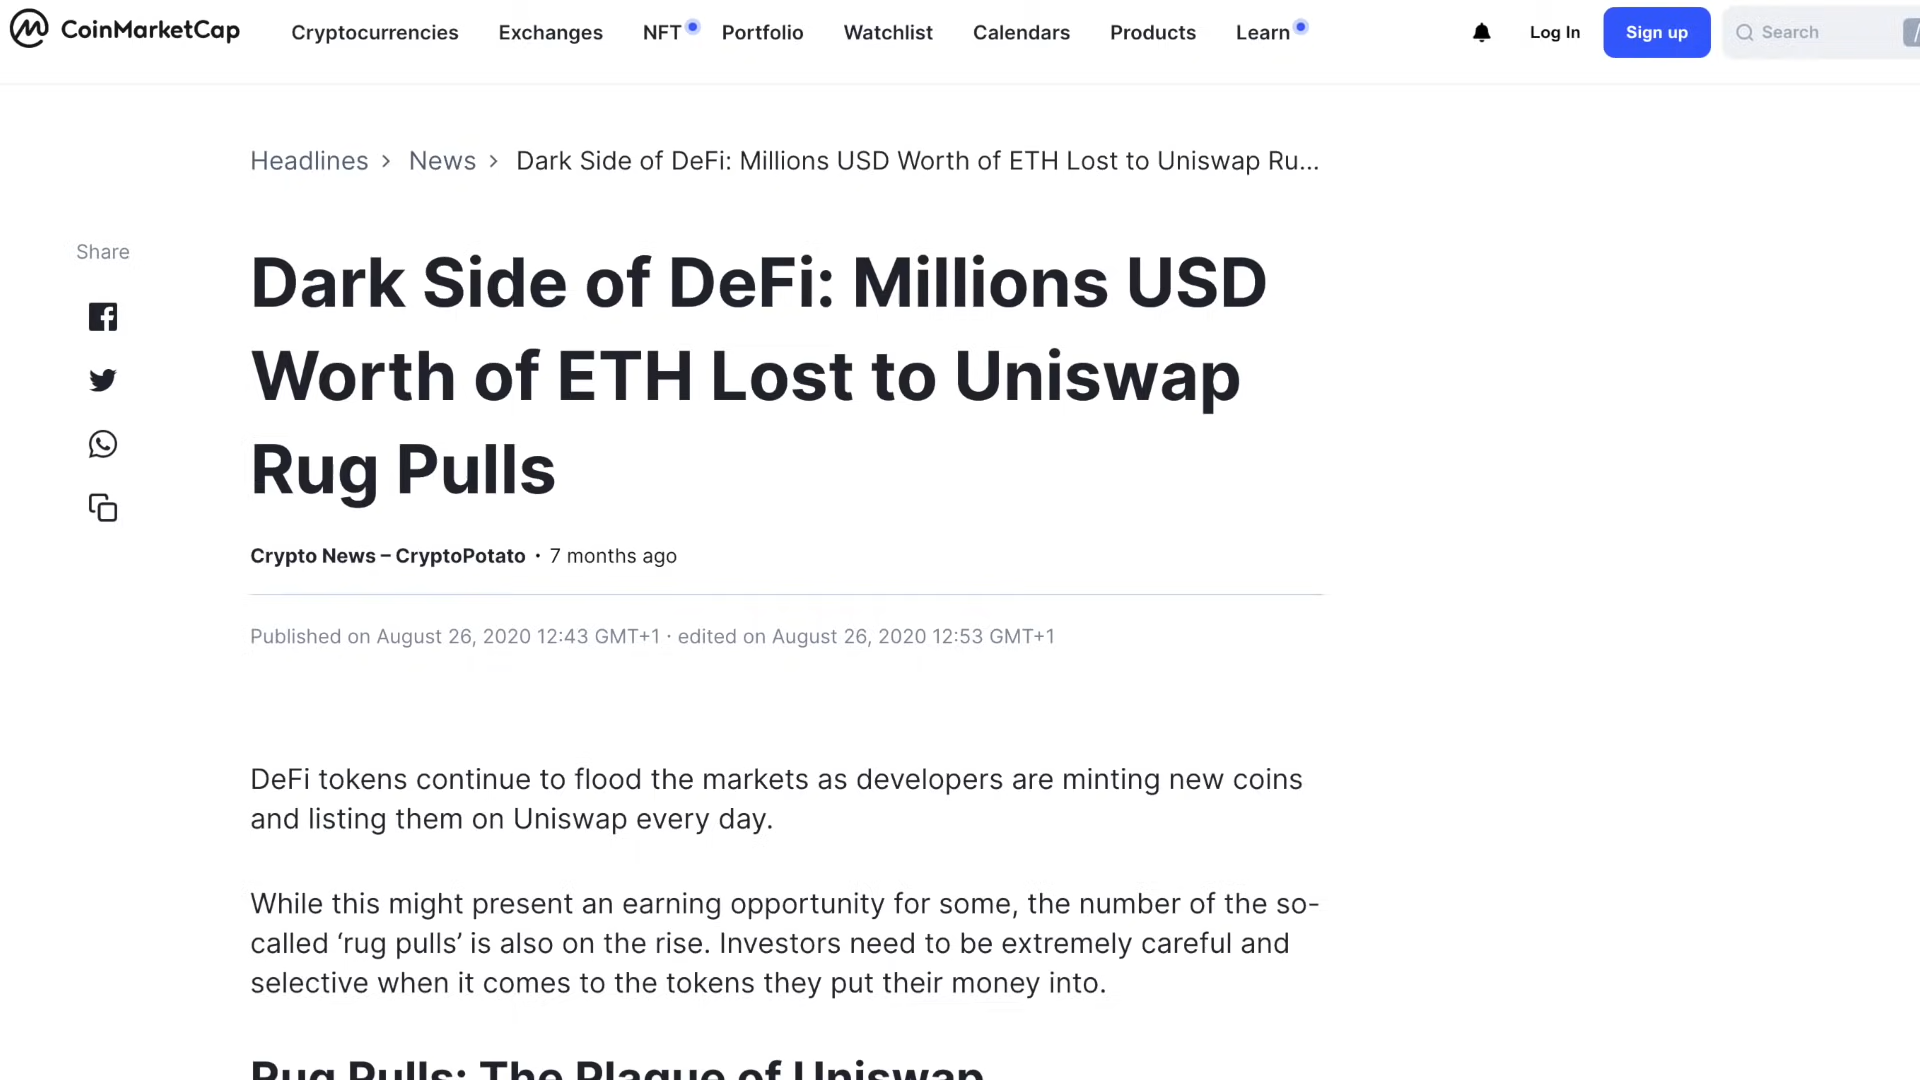 CoinMarketCap Cryptocurrencies Exchanges NFT Portfolio Watchlist Calendars Products Learn Log In Sign up Search /
Headlines > News > Dark Side of DeFi: Millions USD Worth of ETH Lost to Uniswap Ru...
Share
Dark Side of DeFi: Millions USD
Worth of ETH Lost to Uniswap
Rug Pulls
Crypto News – CryptoPotato · 7 months ago
Published on August 26, 2020 12:43 GMT+1 · edited on August 26, 2020 12:53 GMT+1
DeFi tokens continue to flood the markets as developers are minting new coins
and listing them on Uniswap every day.
While this might present an earning opportunity for some, the number of the so-
called ‘rug pulls’ is also on the rise. Investors need to be extremely careful and
selective when it comes to the tokens they put their money into.
Rug Pulls: The Plague of Uniswap